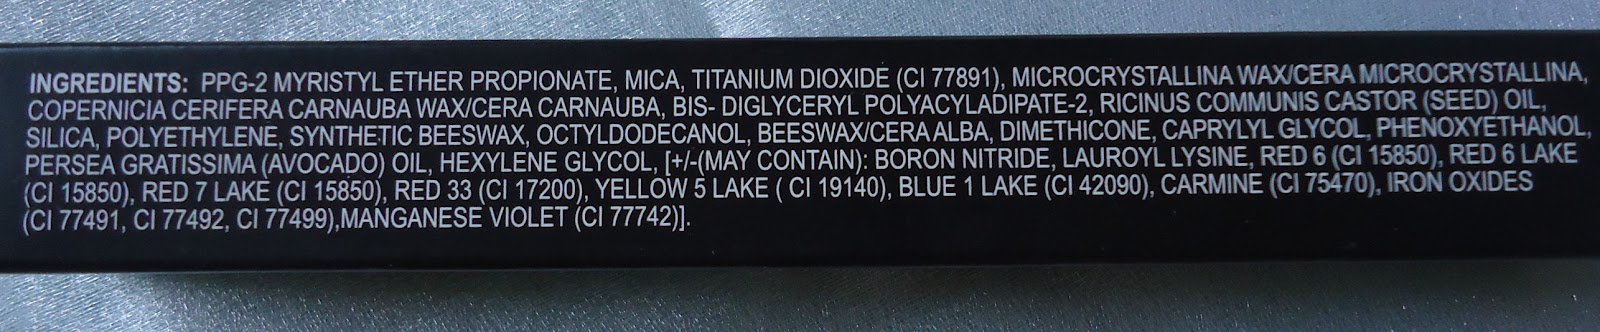 INGREDIENTS: PPG-2 MYRISTYL ETHER PROPIONATE, MICA, TITANIUM DIOXIDE (CI 77891), MICROCRYSTALLINA WAX/CERA MICROCRYSTALLINA,
COPERNICIA CERIFERA CARNAUBA WAX/CERA CARNAUBA, BIS- DIGLYCERYL POLYACYLADIPATE-2, RICINUS COMMUNIS CASTOR (SEED) OIL,
SILICA, POLYETHYLENE, SYNTHETIC BEESWAX, OCTYLDODECANOL, BEESWAX/CERA ALBA, DIMETHICONE, CAPRYLYL GLYCOL, PHENOXYETHANOL,
PERSEA GRATISSIMA (AVOCADO) OIL, HEXYLENE GLYCOL, [+/-(MAY CONTAIN): BORON NITRIDE, LAUROYL LYSINE, RED 6 (CI 15850), RED 6 LAKE
(CI 15850), RED 7 LAKE (CI 15850), RED 33 (CI 17200), YELLOW 5 LAKE ( CI 19140), BLUE 1 LAKE (CI 42090), CARMINE (CI 75470), IRON OXIDES
(CI 77491, CI 77492, CI 77499),MANGANESE VIOLET (CI 77742)].